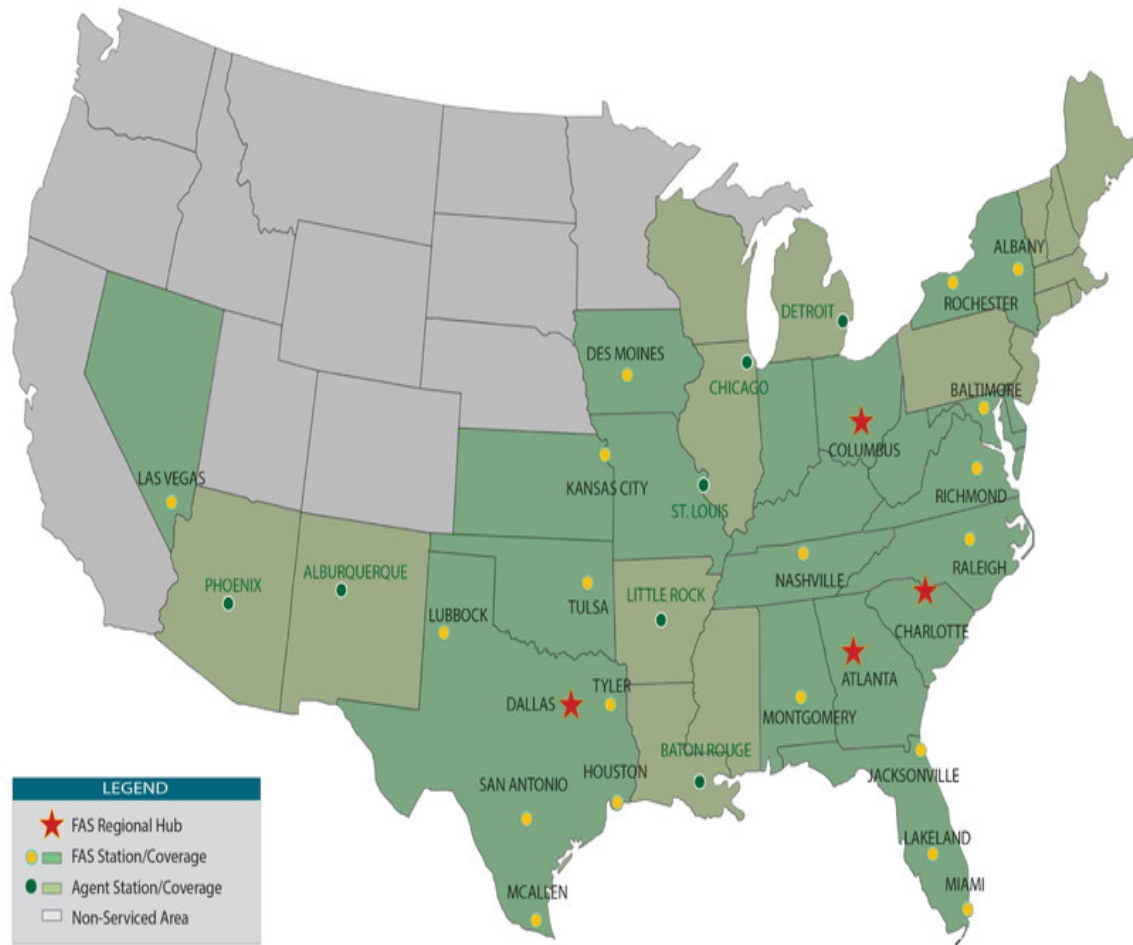 ALBANY
ROCHESTER
DETROIT
DES MOINES
CHICAGO
BALTIMORE
COLUMBUS
LAS VEGAS
KANSAS CITY
RICHMOND
ST. LOUIS
RALEIGH
NASHVILLE
ALBURQUERQUE
PHOENIX
LITTLE ROCK
TULSA
LUBBOCK
CHARLOTTE
ATLANTA
TYLER
DALLAS
MONTGOMERY
BATON ROUGE
HOUSTON
JACKSONVILLE
SAN ANTONIO
LAKELAND
MIAMI
MCALLEN
LEGEND
FAS Regional Hub
FAS Station/Coverage
Agent Station/Coverage
Non-Serviced Area